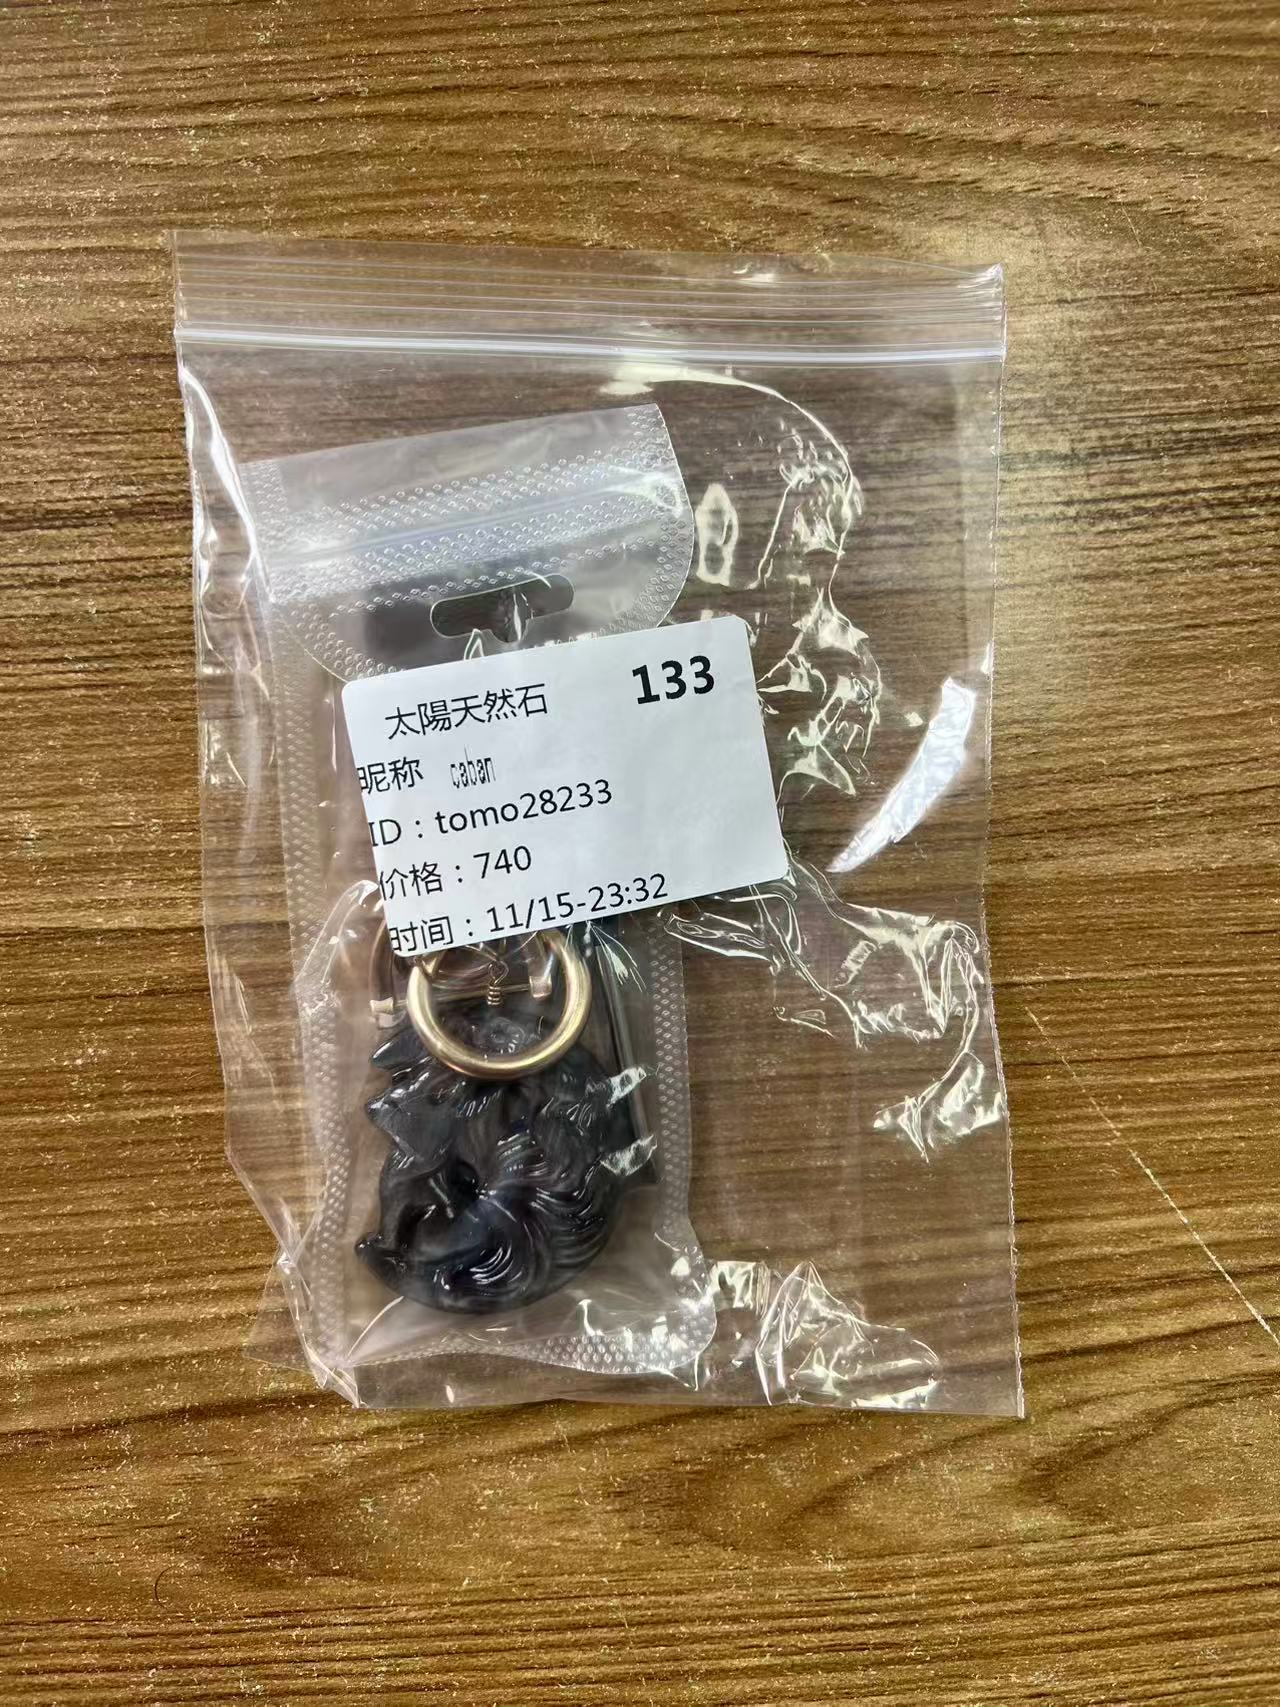 太陽天然石 133
昵称 caban
ID：tomo28233
价格：740
时间：11/15-23:32